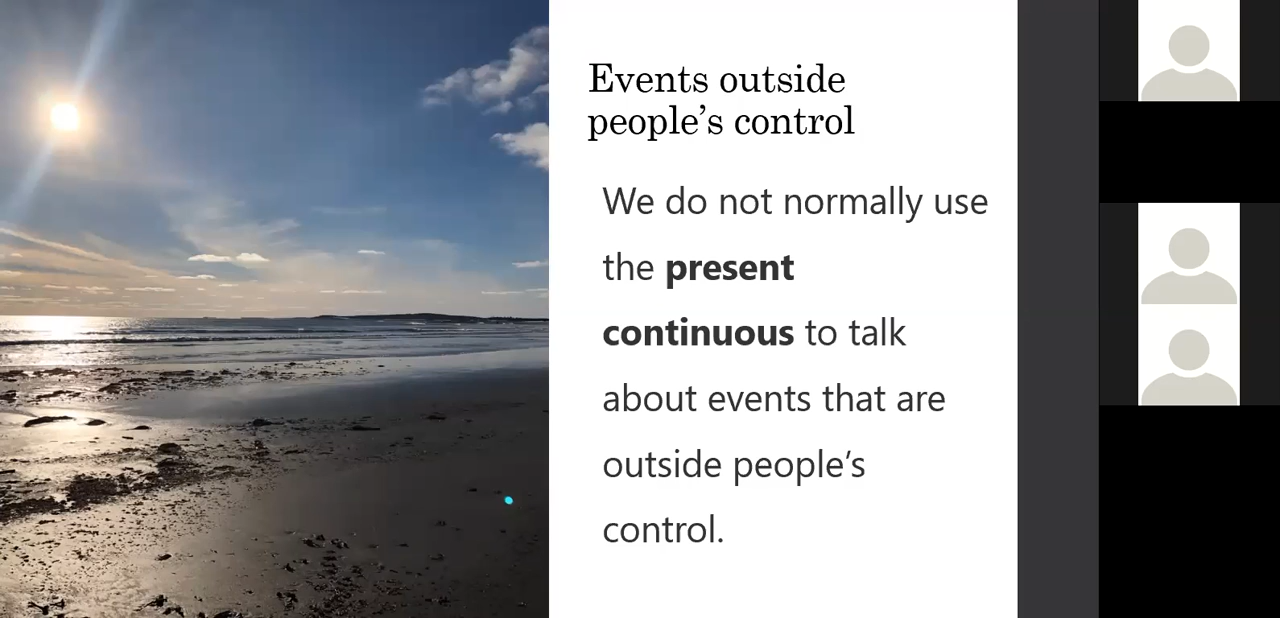 Events outside
people’s control
We do not normally use
the present
continuous to talk
about events that are
outside people’s
control.